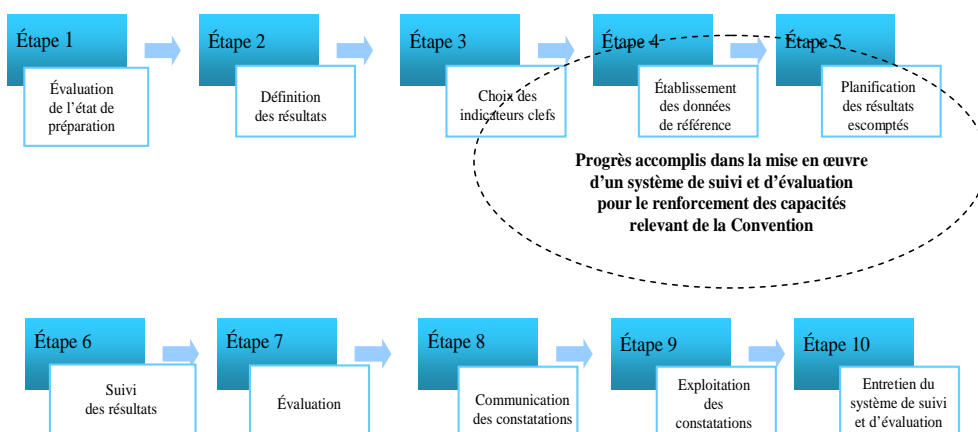 Étape 1
Évaluation
de l’état de
préparation
Étape 2
Définition
des résultats
Étape 3
Choix des
indicateurs clefs
Étape 4
Établissement
des données
de référence
Étape 5
Planification
des résultats
escomptés
Progrès accomplis dans la mise en œuvre
d’un système de suivi et d’évaluation
pour le renforcement des capacités
relevant de la Convention
Étape 6
Suivi
des résultats
Étape 7
Évaluation
Étape 8
Communication
des constatations
Étape 9
Exploitation
des
constatations
Étape 10
Entretien du
système de suivi
et d’évaluation